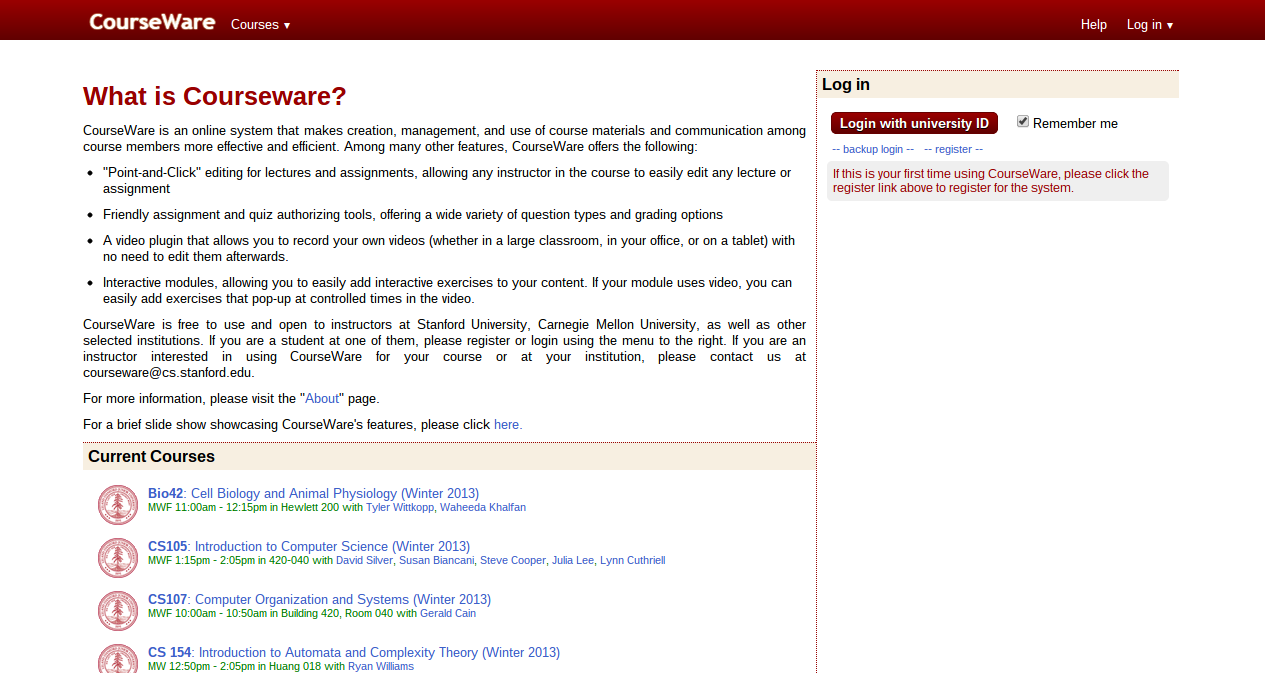 CourseWare Courses ▾ Help Log in ▾
What is Courseware?
CourseWare is an online system that makes creation, management, and use of course materials and communication among
course members more effective and efficient. Among many other features, CourseWare offers the following:
• "Point-and-Click" editing for lectures and assignments, allowing any instructor in the course to easily edit any lecture or
assignment
• Friendly assignment and quiz authorizing tools, offering a wide variety of question types and grading options
• A video plugin that allows you to record your own videos (whether in a large classroom, in your office, or on a tablet) with
no need to edit them afterwards.
• Interactive modules, allowing you to easily add interactive exercises to your content. If your module uses video, you can
easily add exercises that pop-up at controlled times in the video.
CourseWare is free to use and open to instructors at Stanford University, Carnegie Mellon University, as well as other
selected institutions. If you are a student at one of them, please register or login using the menu to the right. If you are an
instructor interested in using CourseWare for your course or at your institution, please contact us at
courseware@cs.stanford.edu.
For more information, please visit the "About" page.
For a brief slide show showcasing CourseWare's features, please click here.
Current Courses
Bio42: Cell Biology and Animal Physiology (Winter 2013)
MWF 11:00am - 12:15pm in Hewlett 200 with Tyler Wittkopp, Waheeda Khalfan
CS105: Introduction to Computer Science (Winter 2013)
MWF 1:15pm - 2:05pm in 420-040 with David Silver, Susan Biancani, Steve Cooper, Julia Lee, Lynn Cuthriell
CS107: Computer Organization and Systems (Winter 2013)
MWF 10:00am - 10:50am in Building 420, Room 040 with Gerald Cain
CS 154: Introduction to Automata and Complexity Theory (Winter 2013)
MW 12:50pm - 2:05pm in Huang 018 with Ryan Williams
Log in
Login with university ID Remember me
-- backup login -- -- register --
If this is your first time using CourseWare, please click the
register link above to register for the system.